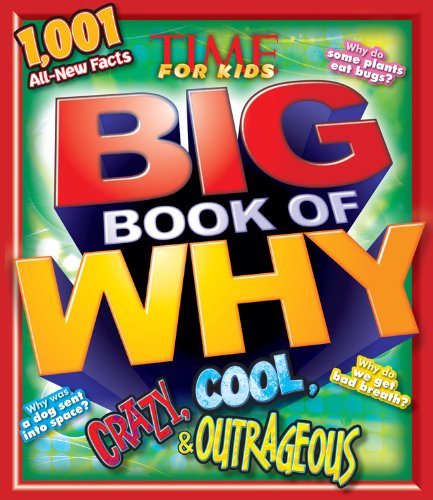 1,001
All-New Facts
TIME
FOR KIDS
Why do
some plants
eat bugs?
BIG
BOOK OF
WHY
Why was
a dog sent
into space?
CRAZY, COOL,
& OUTRAGEOUS
Why do
we get
bad breath?